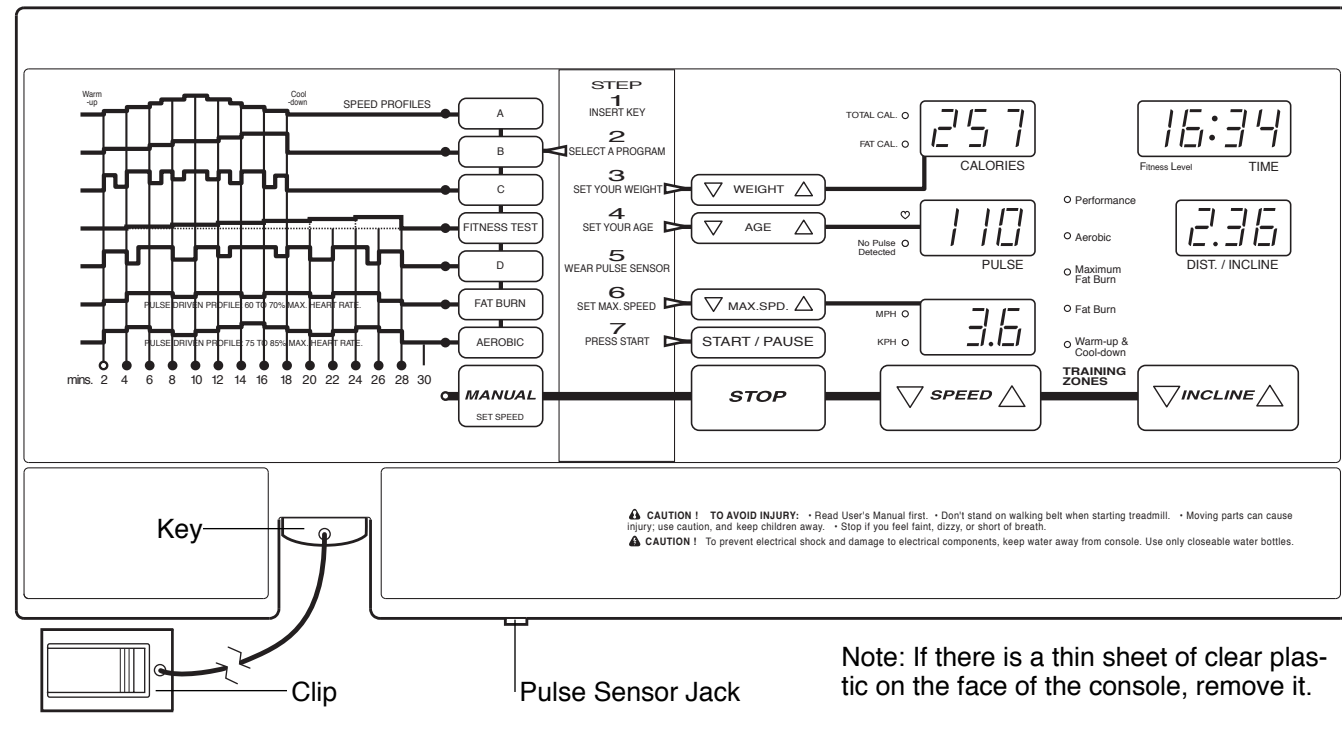 Warm
-up
Cool
-down
SPEED PROFILES
A
B
C
FITNESS TEST
D
FAT BURN
AEROBIC
PULSE DRIVEN PROFILE: 60 TO 70% MAX. HEART RATE.
PULSE DRIVEN PROFILE: 75 TO 85% MAX. HEART RATE.
mins. 2 4 6 8 10 12 14 16 18 20 22 24 26 28 30
MANUAL
SET SPEED
STEP
1
INSERT KEY
2
SELECT A PROGRAM
3
SET YOUR WEIGHT
4
SET YOUR AGE
5
WEAR PULSE SENSOR
6
SET MAX. SPEED
7
PRESS START
WEIGHT
AGE
MAX.SPD.
START / PAUSE
STOP
TOTAL CAL.
FAT CAL.
257
CALORIES
No Pulse
Detected
110
PULSE
MPH
KPH
3.6
SPEED
16:34
Fitness Level TIME
Performance
Aerobic
Maximum
Fat Burn
Fat Burn
Warm-up &
Cool-down
TRAINING
ZONES
2.36
DIST. / INCLINE
INCLINE
Key
CAUTION ! TO AVOID INJURY: • Read User's Manual first. • Don't stand on walking belt when starting treadmill. • Moving parts can cause
injury; use caution, and keep children away. • Stop if you feel faint, dizzy, or short of breath.
CAUTION ! To prevent electrical shock and damage to electrical components, keep water away from console. Use only closeable water bottles.
Clip
Pulse Sensor Jack
Note: If there is a thin sheet of clear plas-
tic on the face of the console, remove it.